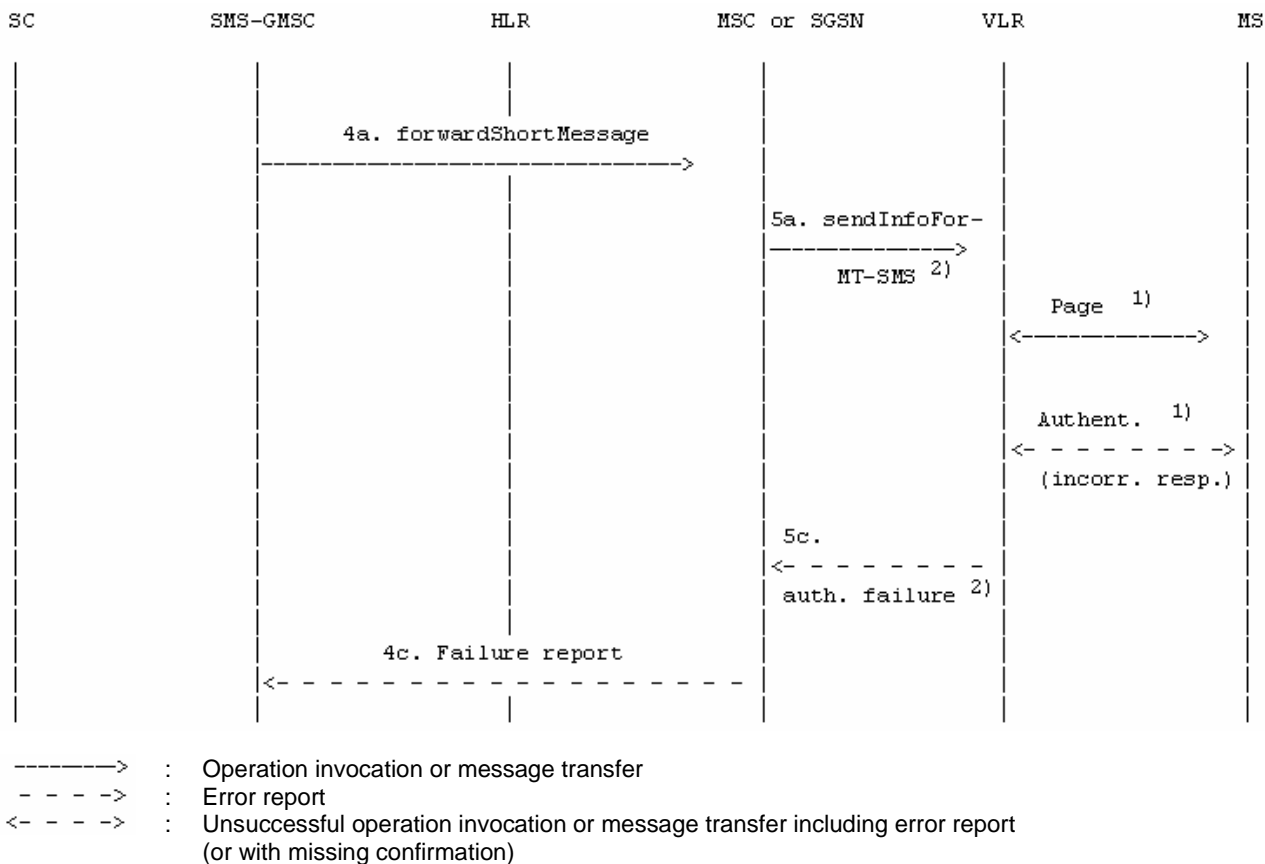 SC SMS-GMSC HLR MSC or SGSN VLR MS
4a. forwardShortMessage
5a. sendInfoFor-
MT-SMS 2)
Page 1)
Authent. 1)
(incorr. resp.)
5c.
auth. failure 2)
4c. Failure report
: Operation invocation or message transfer
: Error report
: Unsuccessful operation invocation or message transfer including error report
(or with missing confirmation)